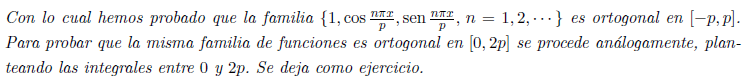 Con lo cual hemos probado que la familia {1, cos nπx/p, sen nπx/p, n = 1, 2, ···} es ortogonal en [−p, p].
Para probar que la misma familia de funciones es ortogonal en [0, 2p] se procede análogamente, plan-
teando las integrales entre 0 y 2p. Se deja como ejercicio.